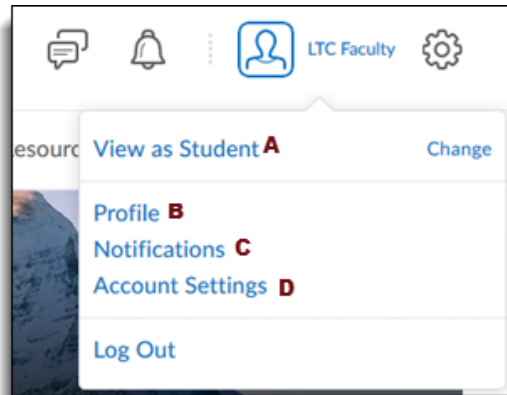 LTC Faculty
esourc
View as Student A Change
Profile B
Notifications C
Account Settings D
Log Out